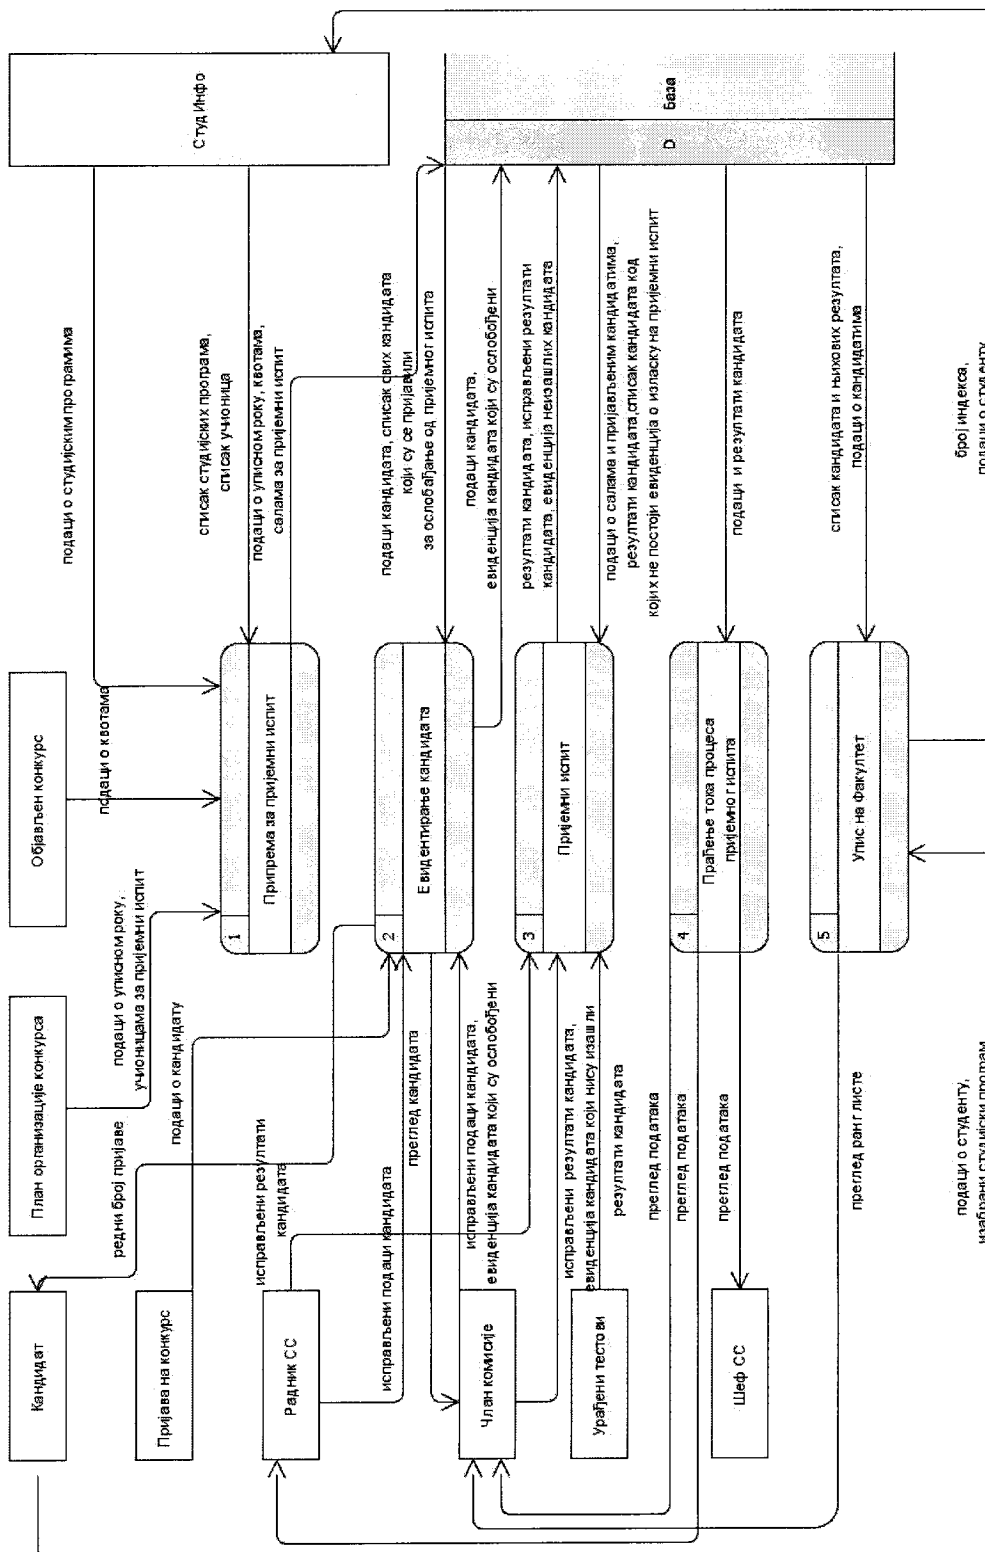 Кандидат
План организације конкурса
Објављен конкурс
Студ Инфо
редни број пријаве
подаци о уписном року,
учионицама за пријемни испит
подаци о квотама
подаци о студијским програмима
Пријава на конкурс
подаци о кандидату
1
Припрема за пријемни испит
списак студијских програма,
списак учионица
подаци о уписном року, квотама,
салама за пријемни испит
Радник СС
исправљени резултати
кандидата
исправљени подаци кандидата
преглед кандидата
2
Евидентирање кандидата
подаци кандидата, списак свих кандидата
који су се пријавили
за ослобађање од пријемног испита
подаци кандидата,
евиденција кандидата који су ослобођени
База
D
Члан комисије
исправљени подаци кандидата,
евиденција кандидата који су ослобођени
3
Пријемни испит
резултати кандидата, исправљени резултати
кандидата, евиденција неизашлих кандидата
подаци о салама и пријављеним кандидатима,
резултати кандидата,списак кандидата код
којих не постоји евиденција о изласку на пријемни испит
Урађени тестови
исправљени резултати кандидата,
евиденција кандидата који нису изашли
резултати кандидата
преглед података
преглед података
4
Праћење тока процеса
пријемног испита
подаци и резултати кандидата
Шеф СС
преглед података
преглед ранг листе
5
Упис на Факултет
списак кандидата и њихових резултата,
подаци о кандидатима
подаци о студенту,
изабрани студијски програм
број индекса,
подаци о студенту